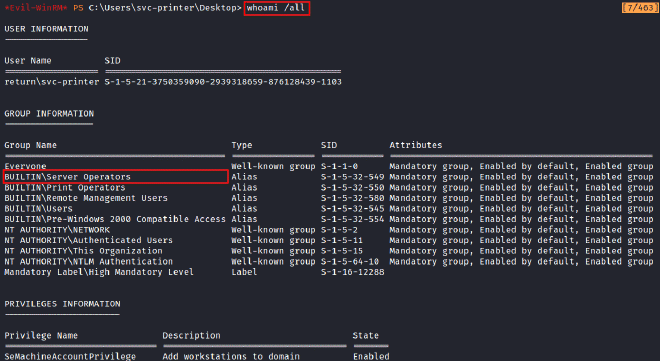 *Evil-WinRM* PS C:\Users\svc-printer\Desktop> whoami /all
[7/463]
USER INFORMATION
----------------
User Name SID
================== =============================================
return\svc-printer S-1-5-21-3750359090-2939318659-876128439-1103
GROUP INFORMATION
-----------------
Group Name Type SID Attributes
========================================== ================ ============ ==================================================
Everyone Well-known group S-1-1-0 Mandatory group, Enabled by default, Enabled group
BUILTIN\Server Operators Alias S-1-5-32-549 Mandatory group, Enabled by default, Enabled group
BUILTIN\Print Operators Alias S-1-5-32-550 Mandatory group, Enabled by default, Enabled group
BUILTIN\Remote Management Users Alias S-1-5-32-580 Mandatory group, Enabled by default, Enabled group
BUILTIN\Users Alias S-1-5-32-545 Mandatory group, Enabled by default, Enabled group
BUILTIN\Pre-Windows 2000 Compatible Access Alias S-1-5-32-554 Mandatory group, Enabled by default, Enabled group
NT AUTHORITY\NETWORK Well-known group S-1-5-2 Mandatory group, Enabled by default, Enabled group
NT AUTHORITY\Authenticated Users Well-known group S-1-5-11 Mandatory group, Enabled by default, Enabled group
NT AUTHORITY\This Organization Well-known group S-1-5-15 Mandatory group, Enabled by default, Enabled group
NT AUTHORITY\NTLM Authentication Well-known group S-1-5-64-10 Mandatory group, Enabled by default, Enabled group
Mandatory Label\High Mandatory Level Label S-1-16-12288
PRIVILEGES INFORMATION
----------------------
Privilege Name Description State
============================= =================================== =======
SeMachineAccountPrivilege Add workstations to domain Enabled